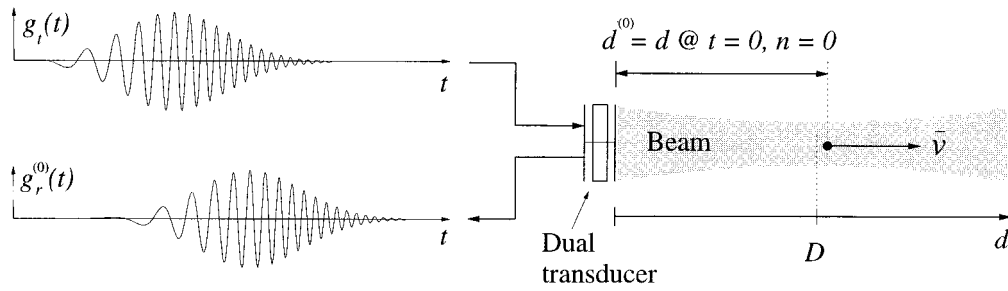 g_t(t)
t
g_r^(0)(t)
t
d^(0) = d @ t = 0, n = 0
Beam
v̄
Dual
transducer
D
d